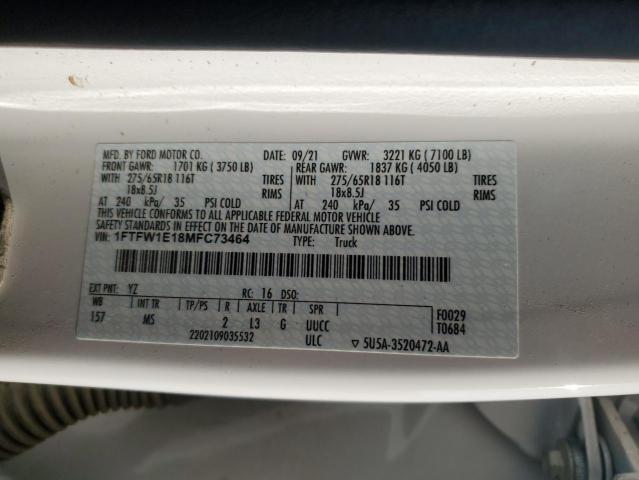 MFD. BY FORD MOTOR CO. DATE: 09/21 GVWR: 3221 KG ( 7100 LB)
FRONT GAWR: 1701 KG ( 3750 LB) REAR GAWR: 1837 KG ( 4050 LB)
WITH 275/65R18 116T TIRES WITH 275/65R18 116T TIRES
18x8.5J RIMS 18x8.5J RIMS
AT 240 kPa/ 35 PSI COLD AT 240 kPa/ 35 PSI COLD
THIS VEHICLE CONFORMS TO ALL APPLICABLE FEDERAL MOTOR VEHICLE
SAFETY STANDARDS IN EFFECT ON THE DATE OF MANUFACTURE SHOWN ABOVE.
VIN: 1FTFW1E18MFC73464 TYPE: Truck
EXT PNT: YZ RC: 16 DSO:
WB INT TR TP/PS R AXLE TR SPR F0029
157 MS 2 L3 G UUCC T0684
2202109035532 ULC ▽ 5U5A-3520472-AA